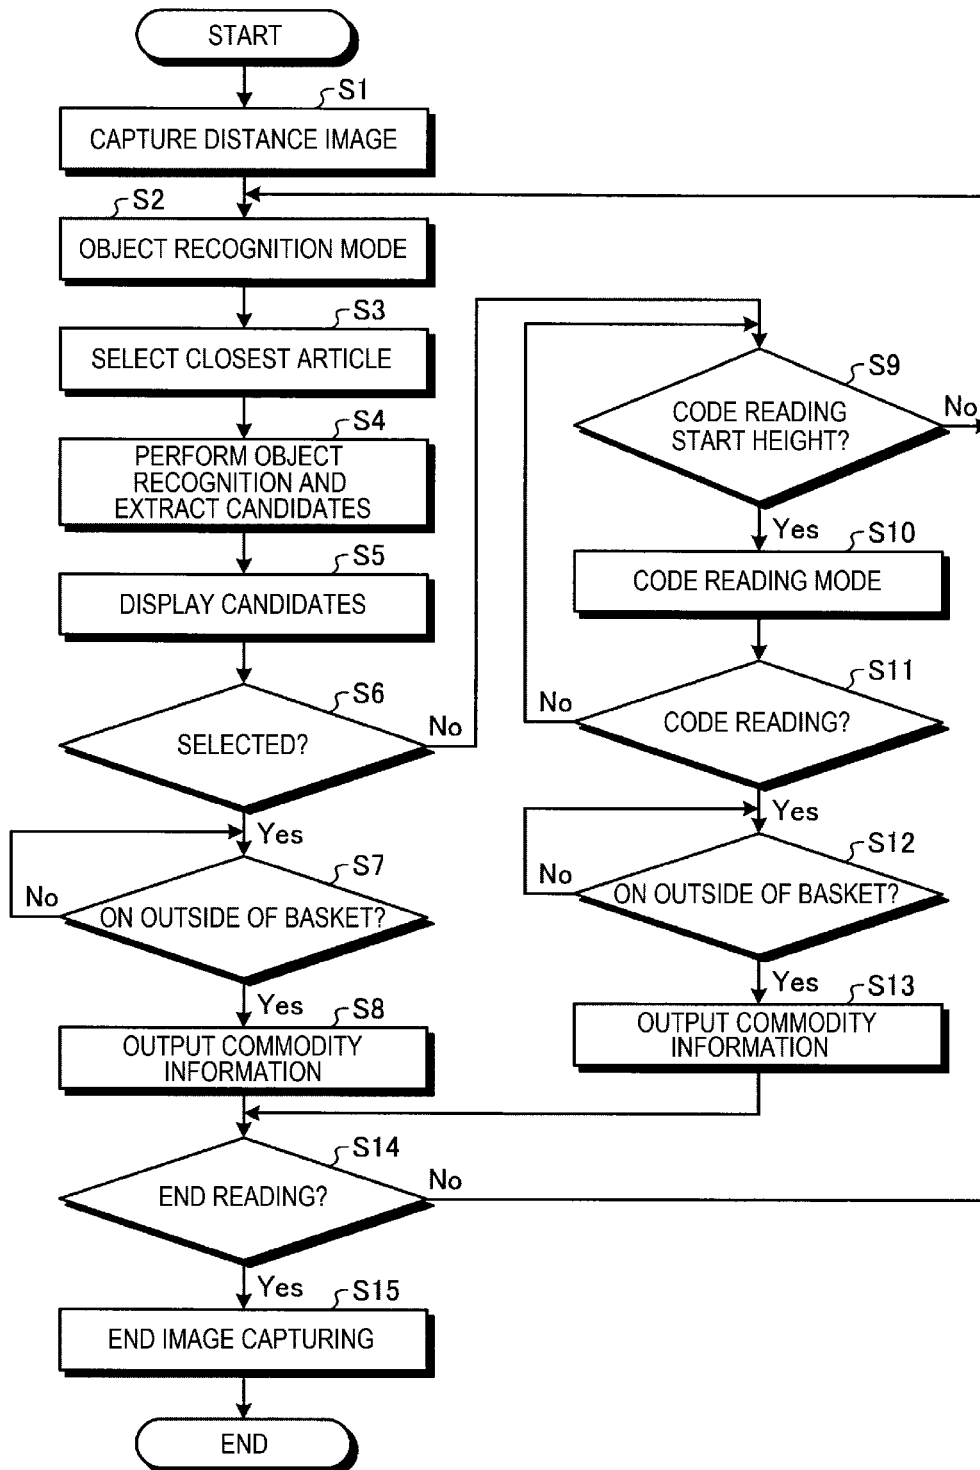 START
S1
CAPTURE DISTANCE IMAGE
S2
OBJECT RECOGNITION MODE
S3
SELECT CLOSEST ARTICLE
S4
PERFORM OBJECT
RECOGNITION AND
EXTRACT CANDIDATES
S5
DISPLAY CANDIDATES
S6
SELECTED?
No
Yes
S7
ON OUTSIDE OF BASKET?
No
Yes
S8
OUTPUT COMMODITY
INFORMATION
S9
CODE READING
START HEIGHT?
No
Yes
S10
CODE READING MODE
S11
CODE READING?
No
Yes
S12
ON OUTSIDE OF BASKET?
No
Yes
S13
OUTPUT COMMODITY
INFORMATION
S14
END READING?
No
Yes
S15
END IMAGE CAPTURING
END